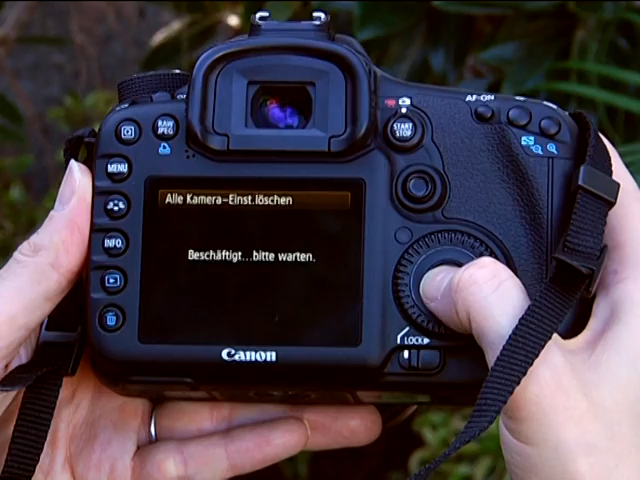 RAW
JPEG
START
STOP
AF-ON
MENU
INFO.
Alle Kamera-Einst.löschen
Beschäftigt...bitte warten.
LOCK
Canon